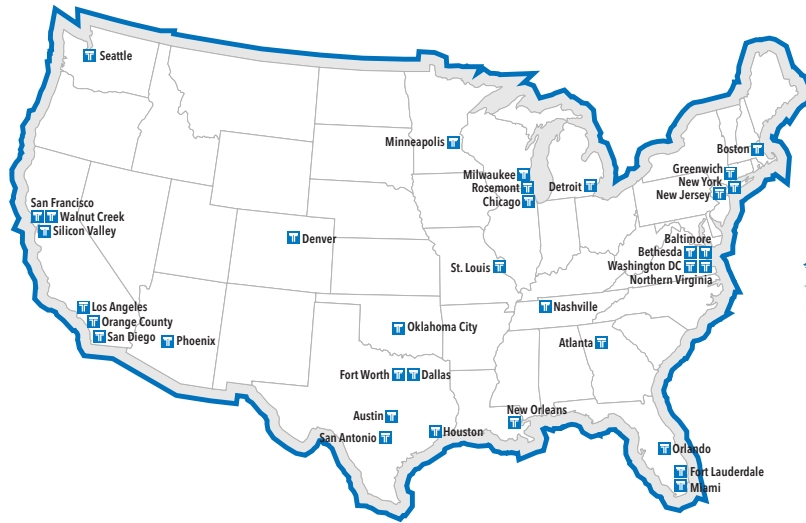 Seattle
Minneapolis
Boston
Milwaukee
Greenwich
Rosemont
Detroit
New York
Chicago
New Jersey
San Francisco
Walnut Creek
Silicon Valley
Denver
Baltimore
Bethesda
St. Louis
Washington DC
Northern Virginia
Los Angeles
Nashville
Orange County
Oklahoma City
San Diego
Phoenix
Atlanta
Fort Worth
Dallas
New Orleans
Austin
Houston
San Antonio
Orlando
Fort Lauderdale
Miami